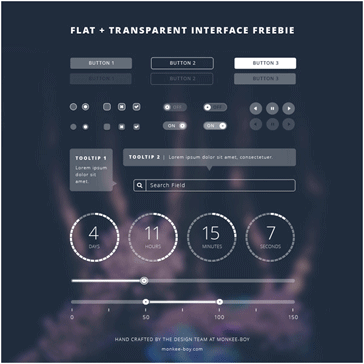 FLAT + TRANSPARENT INTERFACE FREEBIE
BUTTON 1 BUTTON 2 BUTTON 3
BUTTON 1 BUTTON 2 BUTTON 3
OFF OFF
ON ON
TOOLTIP 1
Lorem ipsum
dolor sit
amet.
TOOLTIP 2 | Lorem ipsum dolor sit amet, consectetuer
Search Field
4 11 15 7
DAYS HOURS MINUTES SECONDS
0 50 100 150
HAND CRAFTED BY THE DESIGN TEAM AT MONKEE-BOY
monkee-boy.com